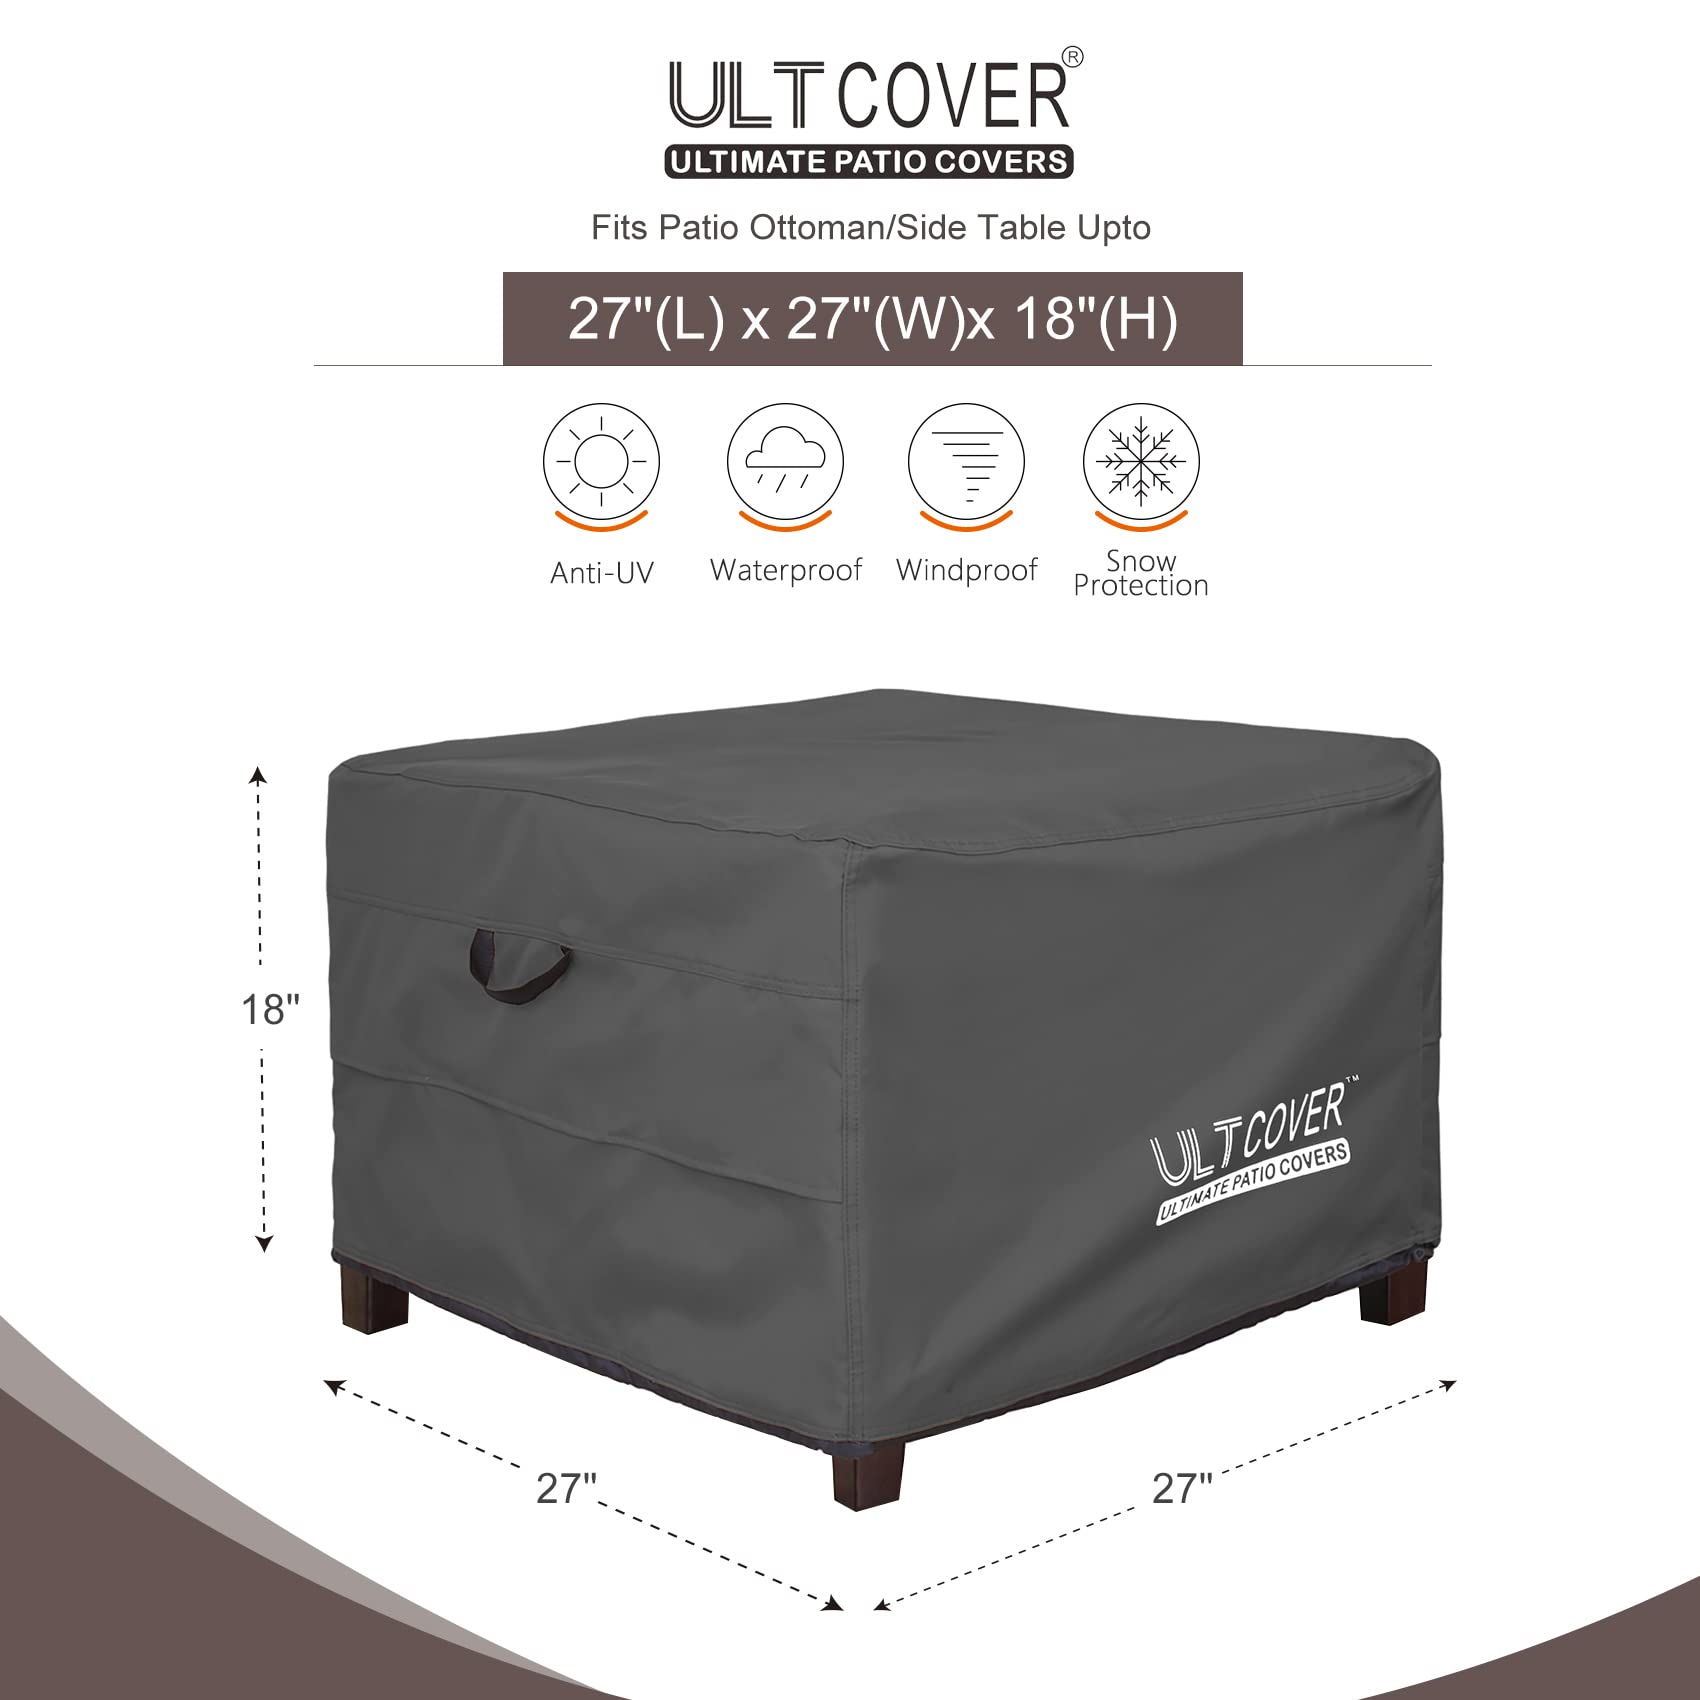 ULTCOVER®
ULTIMATE PATIO COVERS
Fits Patio Ottoman/Side Table Upto
27"(L) x 27"(W)x 18"(H)
Anti-UV
Waterproof
Windproof
Snow
Protection
18"
ULTCOVER™
ULTIMATE PATIO COVERS
27"
27"